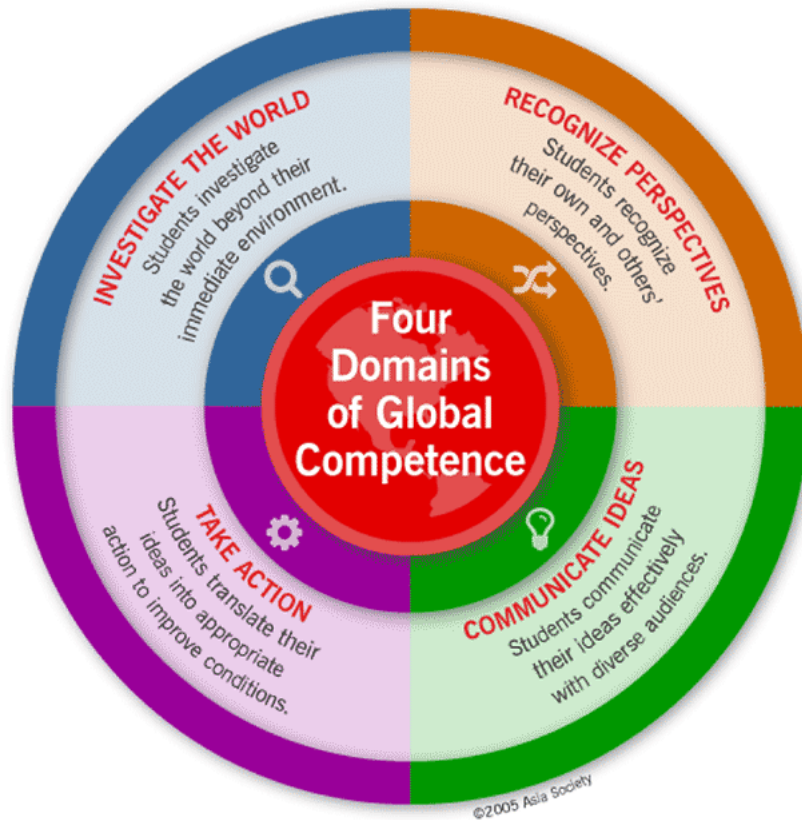 Four
Domains
of Global
Competence
INVESTIGATE THE WORLD
Students investigate
the world beyond their
immediate environment.
RECOGNIZE PERSPECTIVES
Students recognize
their own and others'
perspectives.
COMMUNICATE IDEAS
Students communicate
their ideas effectively
with diverse audiences.
TAKE ACTION
Students translate their
ideas into appropriate
action to improve conditions.
©2005 Asia Society